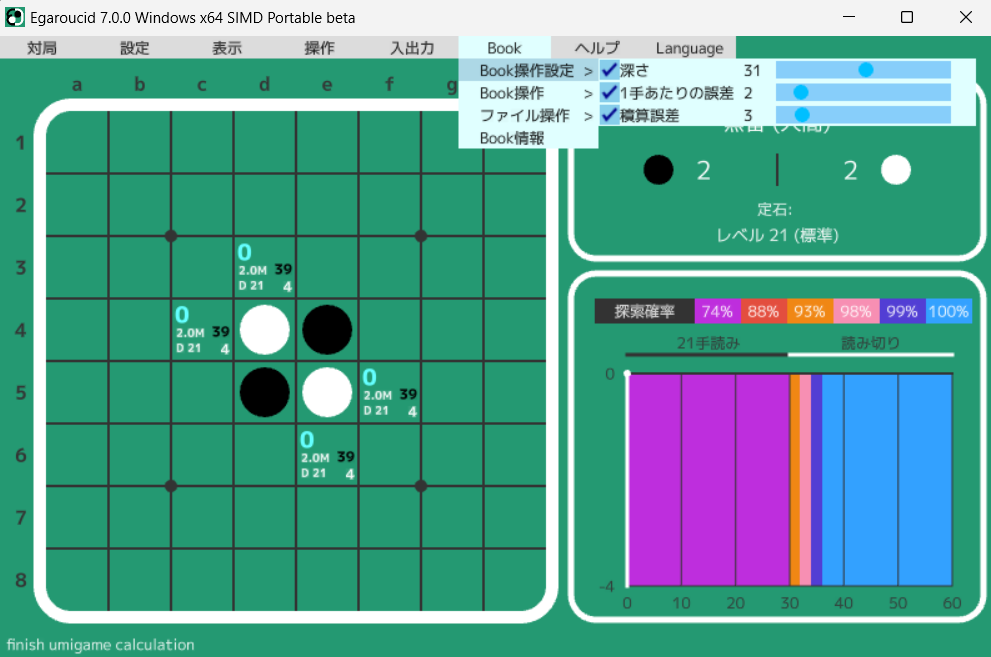 Egaroucid 7.0.0 Windows x64 SIMD Portable beta
対局 設定 表示 操作 入出力 Book ヘルプ Language
Book操作設定 > 深さ 31
Book操作 > 1手あたりの誤差 2
ファイル操作 > 積算誤差 3
Book情報
a b c d e f g
1
2
3
4
5
6
7
8
0
2.0M 39
D 21 4
0
2.0M 39
D 21 4
0
2.0M 39
D 21 4
0
2.0M 39
D 21 4
2 2
定石:
レベル 21 (標準)
探索確率 74% 88% 93% 98% 99% 100%
21手読み 読み切り
0
-4
0 10 20 30 40 50 60
finish umigame calculation